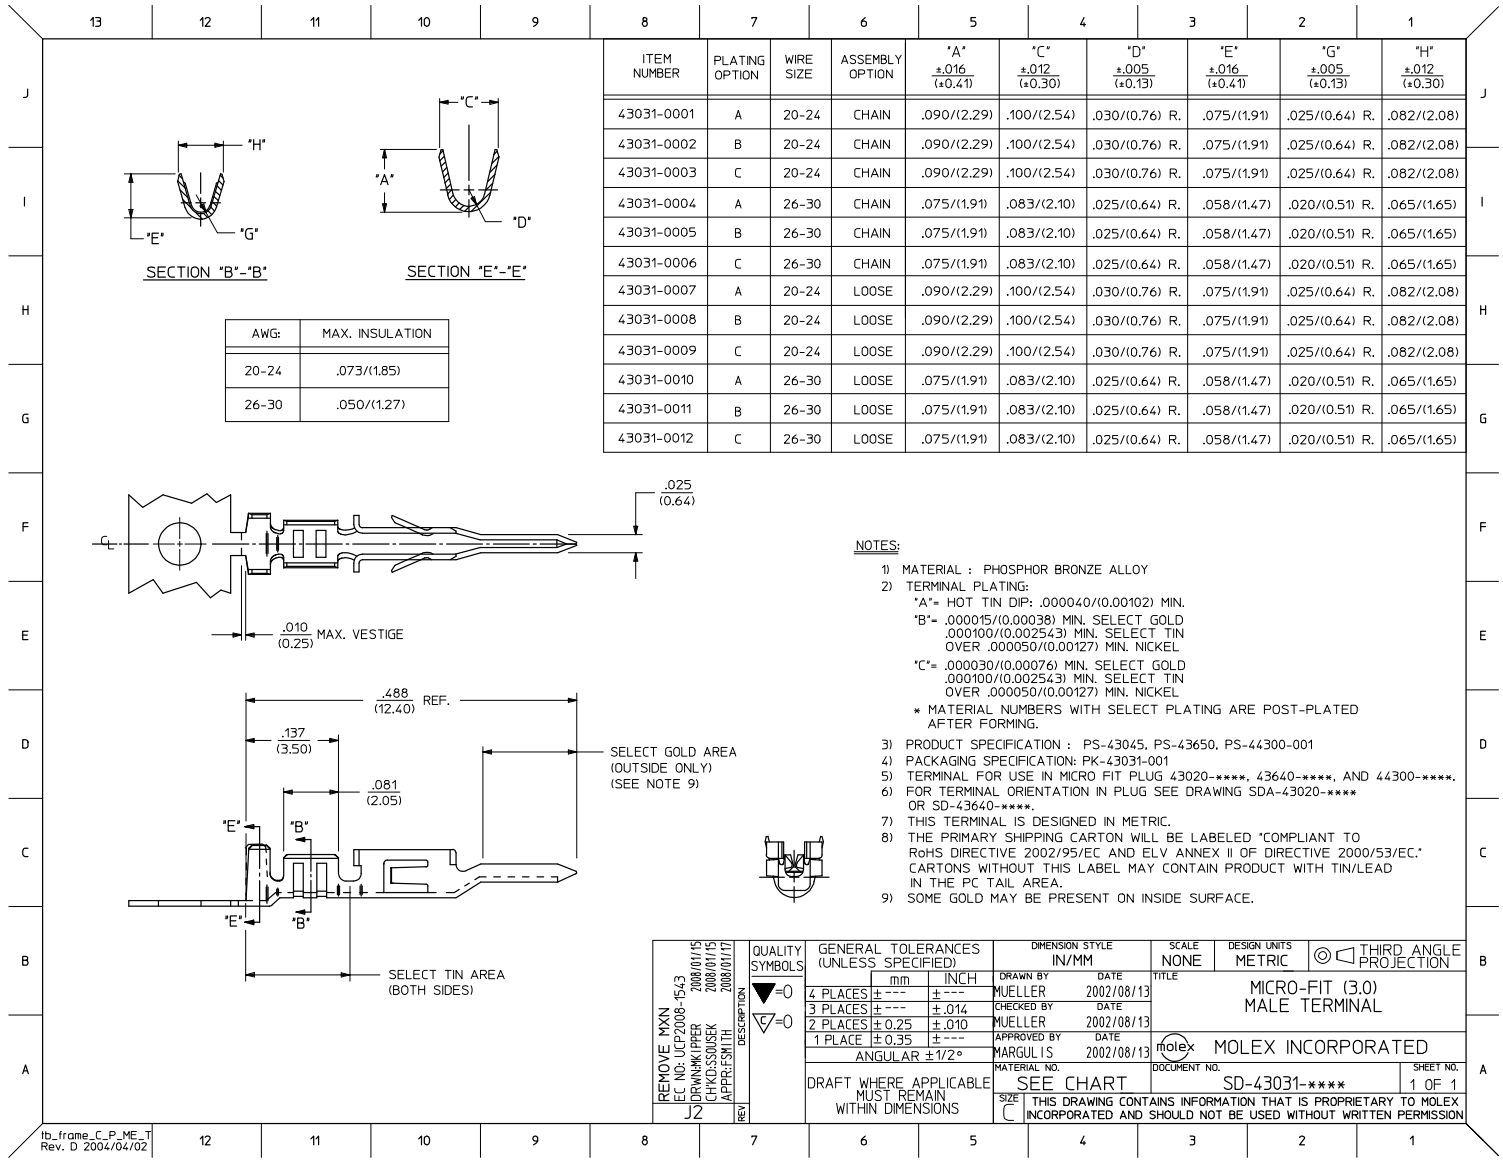 13 12 11 10 9 8 7 6 5 4 3 2 1
J
I
H
G
F
E
D
C
B
A
ITEM NUMBER PLATING OPTION WIRE SIZE ASSEMBLY OPTION "A" ±.016 (±0.41) "C" ±.012 (±0.30) "D" ±.005 (±0.13) "E" ±.016 (±0.41) "G" ±.005 (±0.13) "H" ±.012 (±0.30)
43031-0001 A 20-24 CHAIN .090/(2.29) .100/(2.54) .030/(0.76) R. .075/(1.91) .025/(0.64) R. .082/(2.08)
43031-0002 B 20-24 CHAIN .090/(2.29) .100/(2.54) .030/(0.76) R. .075/(1.91) .025/(0.64) R. .082/(2.08)
43031-0003 C 20-24 CHAIN .090/(2.29) .100/(2.54) .030/(0.76) R. .075/(1.91) .025/(0.64) R. .082/(2.08)
43031-0004 A 26-30 CHAIN .075/(1.91) .083/(2.10) .025/(0.64) R. .058/(1.47) .020/(0.51) R. .065/(1.65)
43031-0005 B 26-30 CHAIN .075/(1.91) .083/(2.10) .025/(0.64) R. .058/(1.47) .020/(0.51) R. .065/(1.65)
43031-0006 C 26-30 CHAIN .075/(1.91) .083/(2.10) .025/(0.64) R. .058/(1.47) .020/(0.51) R. .065/(1.65)
43031-0007 A 20-24 LOOSE .090/(2.29) .100/(2.54) .030/(0.76) R. .075/(1.91) .025/(0.64) R. .082/(2.08)
43031-0008 B 20-24 LOOSE .090/(2.29) .100/(2.54) .030/(0.76) R. .075/(1.91) .025/(0.64) R. .082/(2.08)
43031-0009 C 20-24 LOOSE .090/(2.29) .100/(2.54) .030/(0.76) R. .075/(1.91) .025/(0.64) R. .082/(2.08)
43031-0010 A 26-30 LOOSE .075/(1.91) .083/(2.10) .025/(0.64) R. .058/(1.47) .020/(0.51) R. .065/(1.65)
43031-0011 B 26-30 LOOSE .075/(1.91) .083/(2.10) .025/(0.64) R. .058/(1.47) .020/(0.51) R. .065/(1.65)
43031-0012 C 26-30 LOOSE .075/(1.91) .083/(2.10) .025/(0.64) R. .058/(1.47) .020/(0.51) R. .065/(1.65)
"H"
"E"
"G"
SECTION "B"-"B"
"C"
"A"
"D"
SECTION "E"-"E"
AWG: MAX. INSULATION
20-24 .073/(1.85)
26-30 .050/(1.27)
.025
(0.64)
CL
.010
(0.25) MAX. VESTIGE
.488
(12.40) REF.
.137
(3.50)
.081
(2.05)
SELECT GOLD AREA
(OUTSIDE ONLY)
(SEE NOTE 9)
"E" "B"
"E" "B"
SELECT TIN AREA
(BOTH SIDES)
NOTES:
1) MATERIAL : PHOSPHOR BRONZE ALLOY
2) TERMINAL PLATING:
"A"= HOT TIN DIP: .000040/(0.00102) MIN.
"B"= .000015/(0.00038) MIN. SELECT GOLD
.000100/(0.002543) MIN. SELECT TIN
OVER .000050/(0.00127) MIN. NICKEL
"C"= .000030/(0.00076) MIN. SELECT GOLD
.000100/(0.002543) MIN. SELECT TIN
OVER .000050/(0.00127) MIN. NICKEL
* MATERIAL NUMBERS WITH SELECT PLATING ARE POST-PLATED
AFTER FORMING.
3) PRODUCT SPECIFICATION : PS-43045, PS-43650, PS-44300-001
4) PACKAGING SPECIFICATION: PK-43031-001
5) TERMINAL FOR USE IN MICRO FIT PLUG 43020-****, 43640-****, AND 44300-****.
6) FOR TERMINAL ORIENTATION IN PLUG SEE DRAWING SDA-43020-****
OR SD-43640-****.
7) THIS TERMINAL IS DESIGNED IN METRIC.
8) THE PRIMARY SHIPPING CARTON WILL BE LABELED "COMPLIANT TO
RoHS DIRECTIVE 2002/95/EC AND ELV ANNEX II OF DIRECTIVE 2000/53/EC."
CARTONS WITHOUT THIS LABEL MAY CONTAIN PRODUCT WITH TIN/LEAD
IN THE PC TAIL AREA.
9) SOME GOLD MAY BE PRESENT ON INSIDE SURFACE.
REMOVE MXN
EC NO: UCP2008-1543
DRWN:MKIPPER 2008/01/15
CH'KD:SSOUSEK 2008/01/15
APPR:FSMITH 2008/01/17
J2
REV DESCRIPTION
QUALITY SYMBOLS
=0
C =0
GENERAL TOLERANCES
(UNLESS SPECIFIED)
mm INCH
4 PLACES ± --- ± ---
3 PLACES ± --- ± .014
2 PLACES ± 0.25 ± .010
1 PLACE ± 0.35 ± ---
ANGULAR ±1/2°
DRAFT WHERE APPLICABLE
MUST REMAIN
WITHIN DIMENSIONS
DIMENSION STYLE
IN/MM
SCALE
NONE
DESIGN UNITS
METRIC
THIRD ANGLE
PROJECTION
DRAWN BY DATE
MUELLER 2002/08/13
CHECKED BY DATE
MUELLER 2002/08/13
APPROVED BY DATE
MARGULIS 2002/08/13
TITLE
MICRO-FIT (3.0)
MALE TERMINAL
molex MOLEX INCORPORATED
MATERIAL NO.
SEE CHART
DOCUMENT NO.
SD-43031-****
SHEET NO.
1 OF 1
SIZE
C
THIS DRAWING CONTAINS INFORMATION THAT IS PROPRIETARY TO MOLEX
INCORPORATED AND SHOULD NOT BE USED WITHOUT WRITTEN PERMISSION
J
I
H
G
F
E
D
C
B
A
tb_frame_C_P_ME_T
Rev. D 2004/04/02
12 11 10 9 8 7 6 5 4 3 2 1